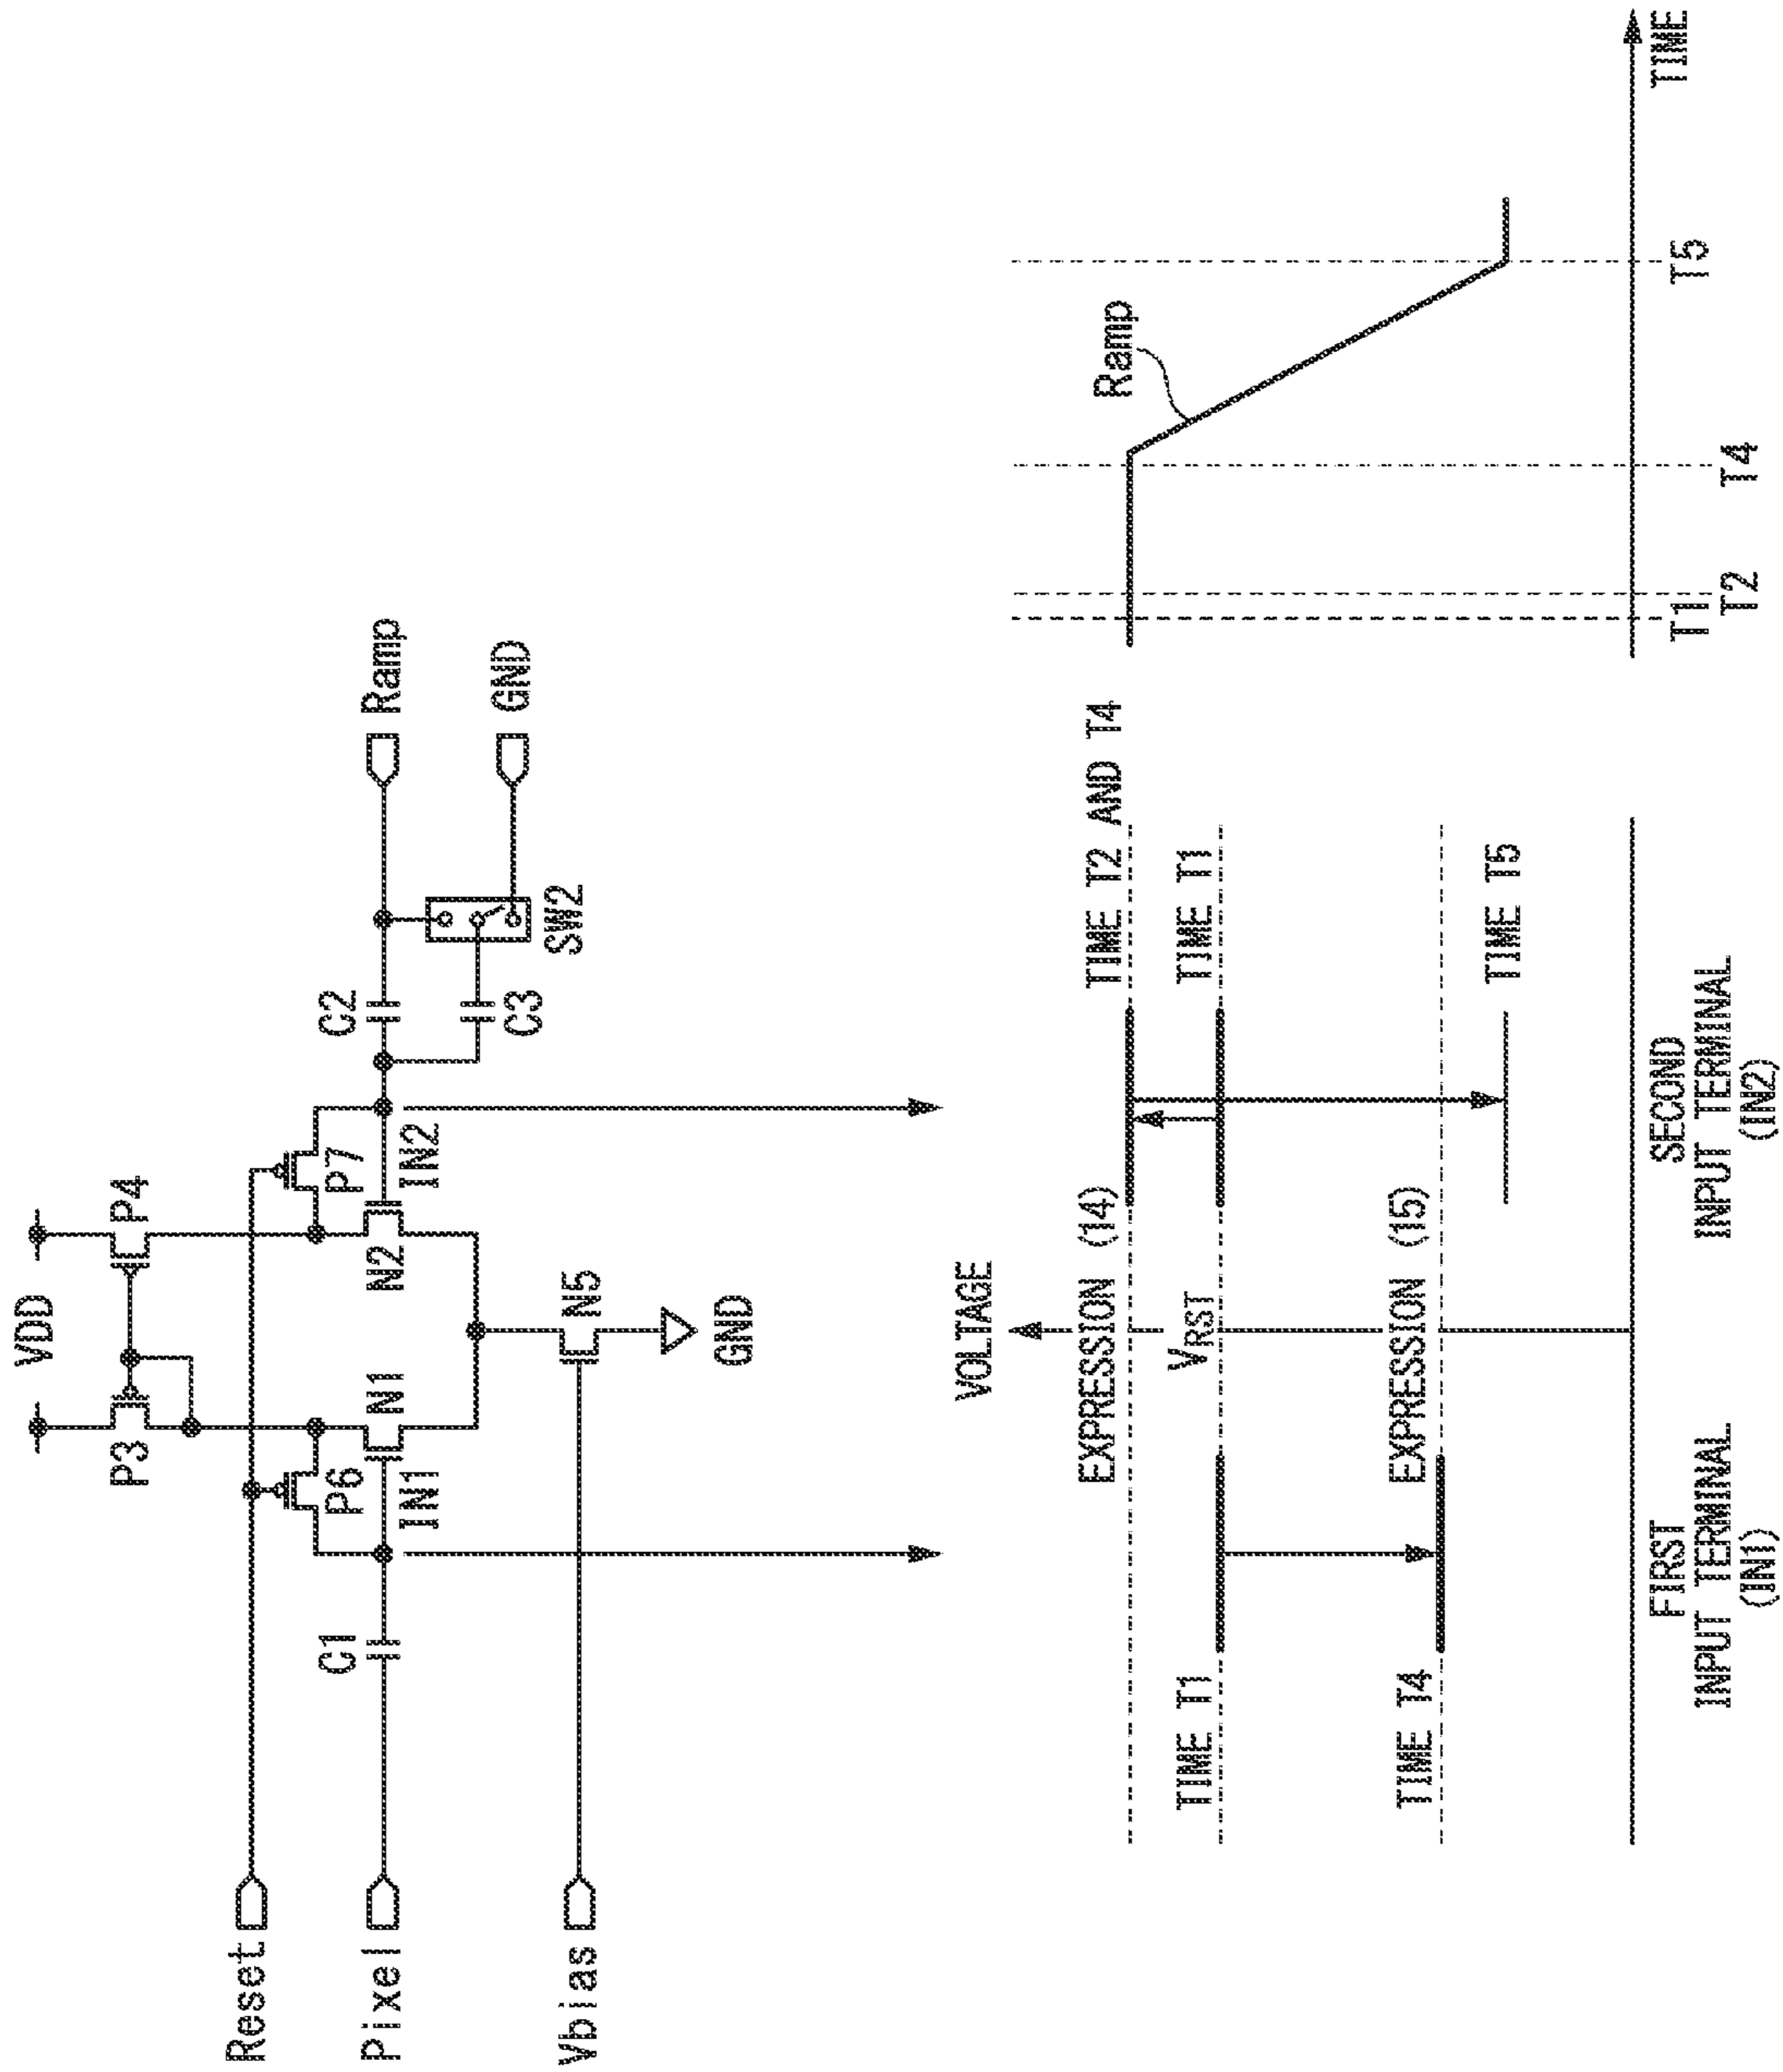 VDD
P3
P4
Reset
P6
P7
Pixel
C1
IN1
N1
N2
IN2
C2
Ramp
C3
SW2
GND
Vbias
N5
GND
VOLTAGE
EXPRESSION (14)
TIME T2 AND T4
TIME T1
VRST
TIME T1
TIME T4
EXPRESSION (15)
TIME T5
FIRST
INPUT TERMINAL
(IN1)
SECOND
INPUT TERMINAL
(IN2)
Ramp
T1
T2
T4
T5
TIME